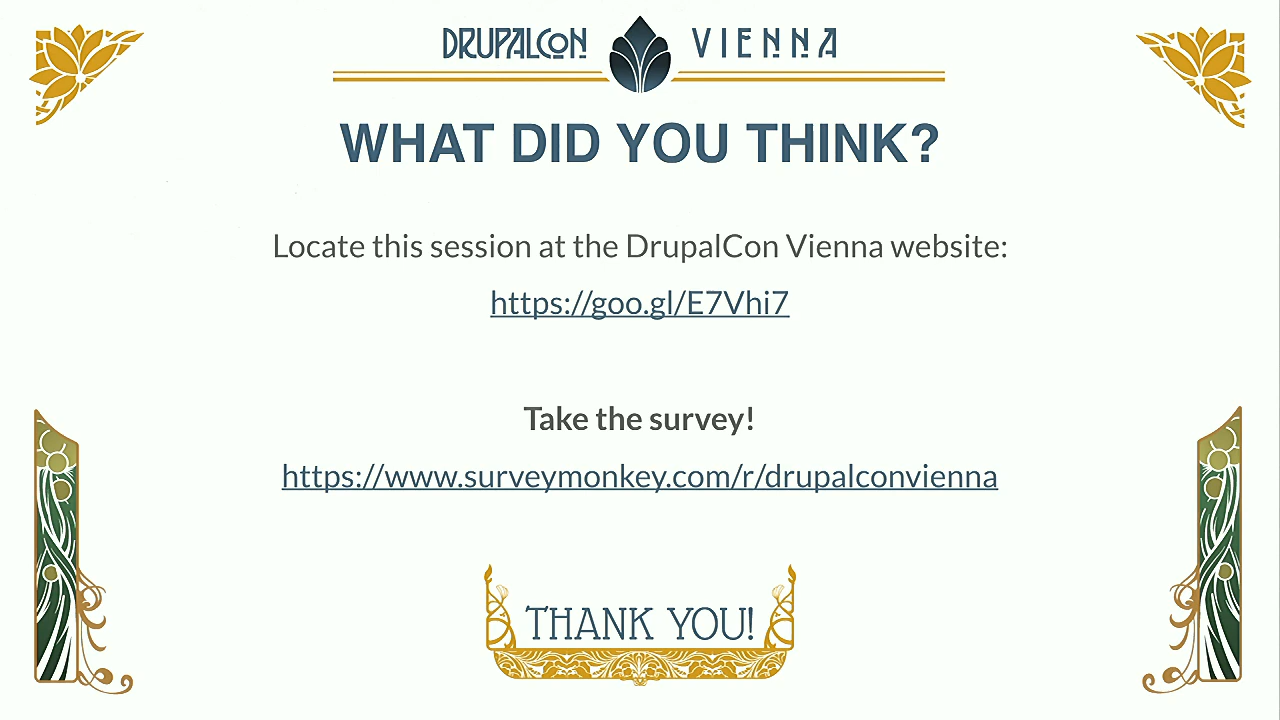 DRUPALCON VIENNA
WHAT DID YOU THINK?
Locate this session at the DrupalCon Vienna website:
https://goo.gl/E7Vhi7
Take the survey!
https://www.surveymonkey.com/r/drupalconvienna
THANK YOU!